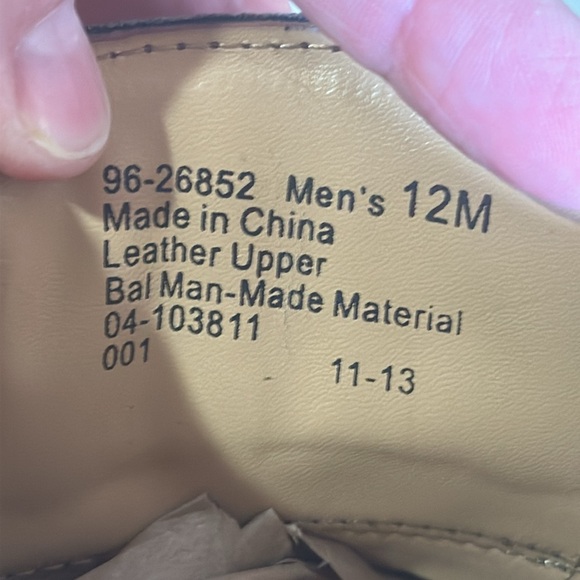 96-26852 Men's 12M
Made in China
Leather Upper
Bal Man-Made Material
04-103811
001 11-13